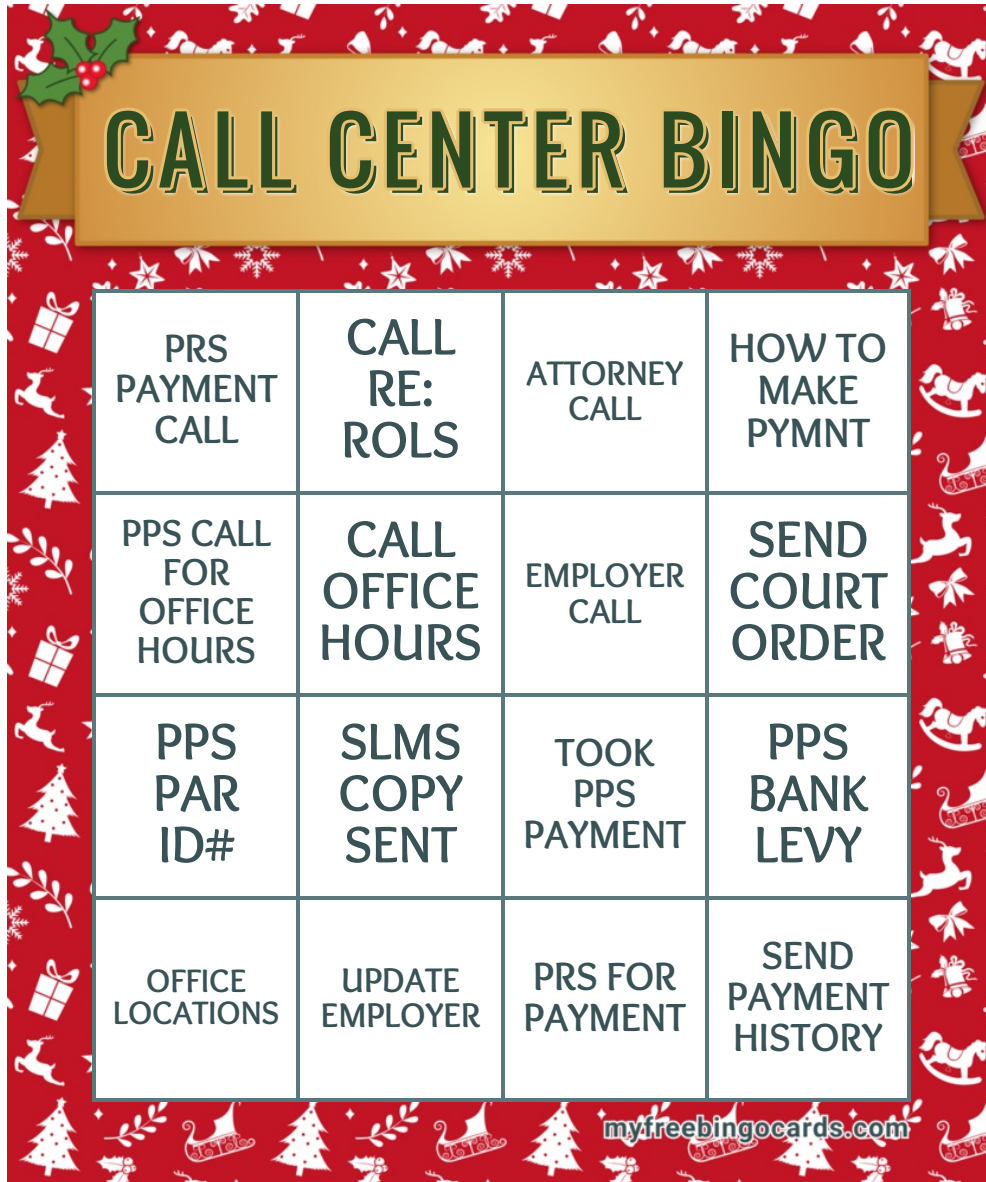 CALL CENTER BINGO
PRS
PAYMENT
CALL
CALL
RE:
ROLS
ATTORNEY
CALL
HOW TO
MAKE
PYMNT
PPS CALL
FOR
OFFICE
HOURS
CALL
OFFICE
HOURS
EMPLOYER
CALL
SEND
COURT
ORDER
PPS
PAR
ID#
SLMS
COPY
SENT
TOOK
PPS
PAYMENT
PPS
BANK
LEVY
OFFICE
LOCATIONS
UPDATE
EMPLOYER
PRS FOR
PAYMENT
SEND
PAYMENT
HISTORY
myfreebingocards.com